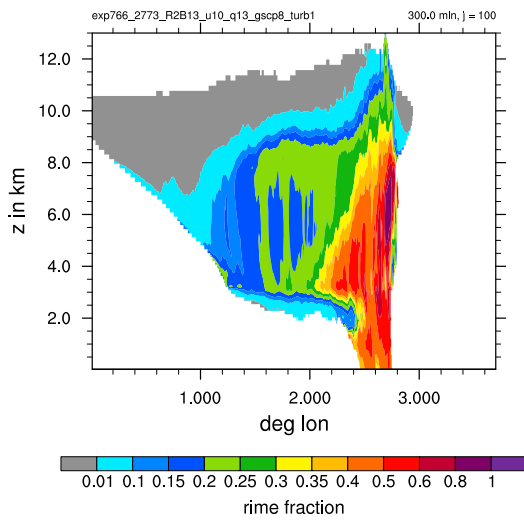 exp766_2773_R2B13_u10_q13_gscp8_turb1 300.0 min, j = 100
12.0
10.0
8.0
6.0
4.0
2.0
z in km
1.000 2.000 3.000
deg lon
0.01 0.1 0.15 0.2 0.25 0.3 0.35 0.4 0.5 0.6 0.8 1
rime fraction